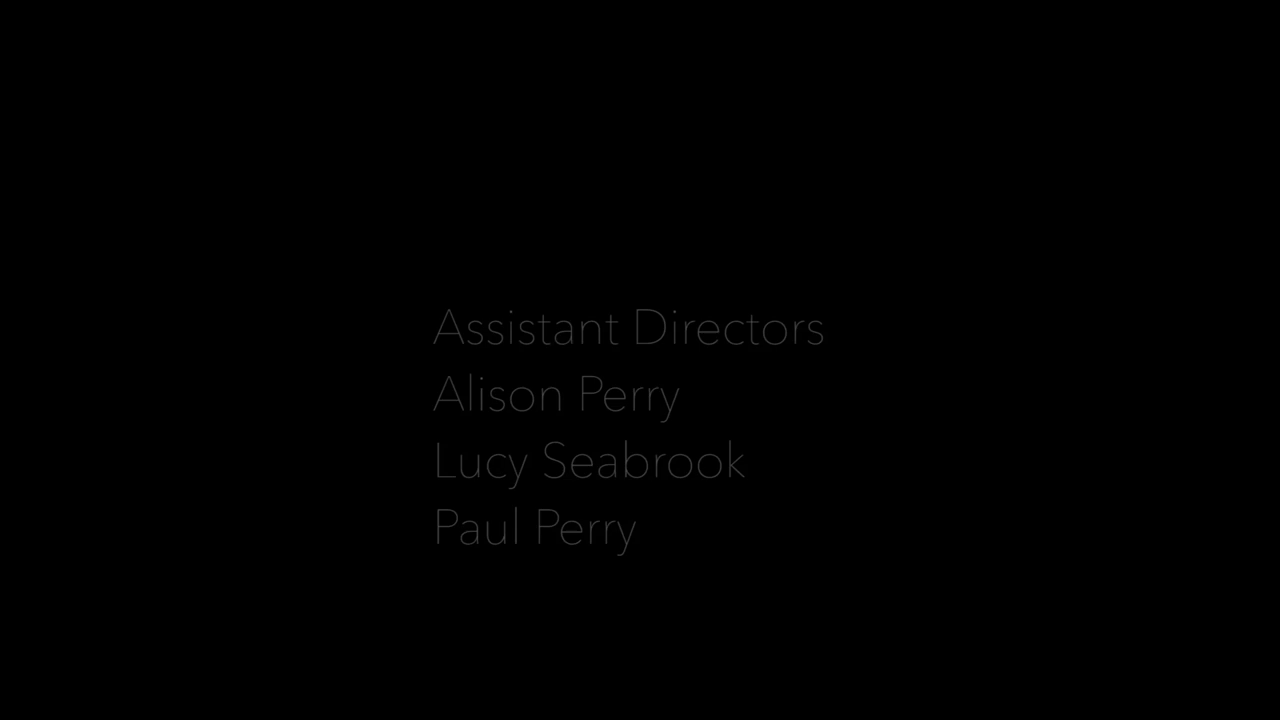 Assistant Directors
Alison Perry
Lucy Seabrook
Paul Perry